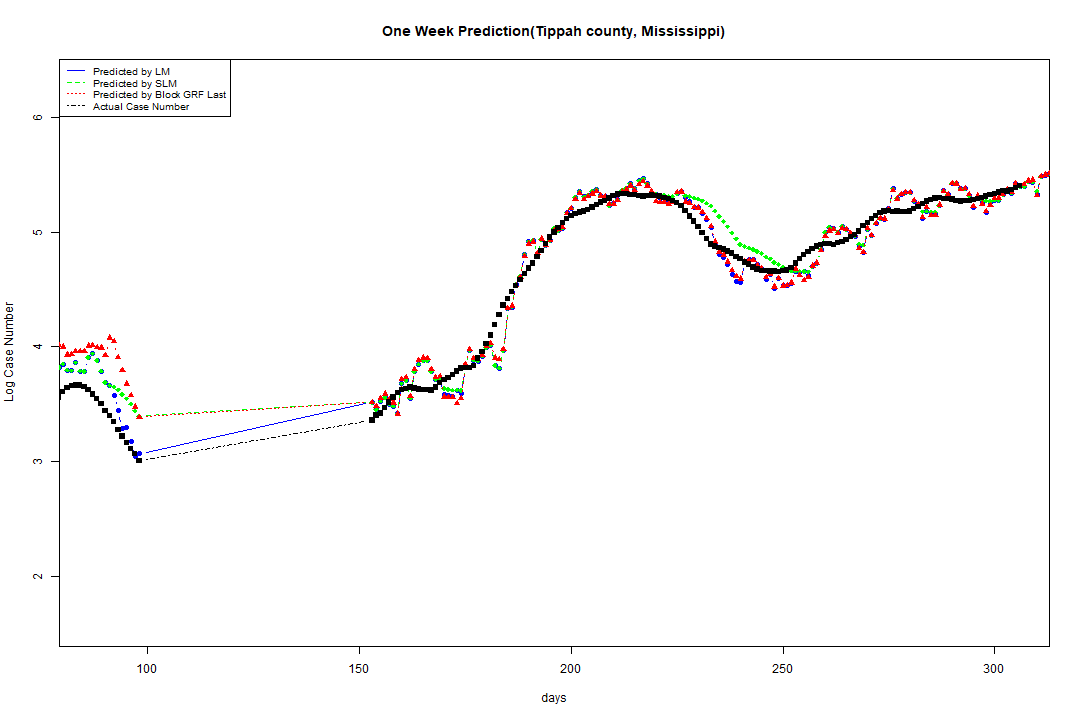 One Week Prediction(Tippah county, Mississippi)
Predicted by LM
Predicted by SLM
Predicted by Block GRF Last
Actual Case Number
Log Case Number
6
5
4
3
2
100
150
200
250
300
days